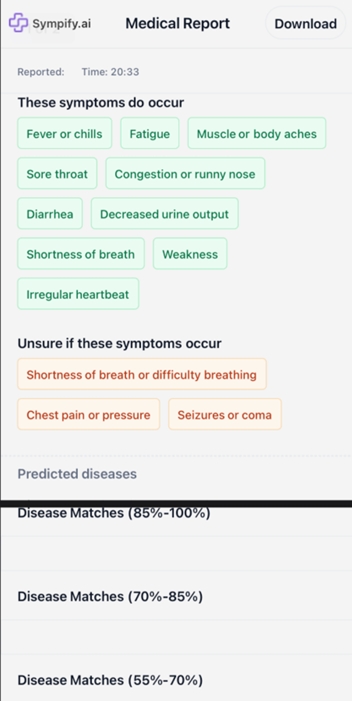 Sympify.ai Medical Report Download
Reported: Time: 20:33
These symptoms do occur
Fever or chills Fatigue Muscle or body aches
Sore throat Congestion or runny nose
Diarrhea Decreased urine output
Shortness of breath Weakness
Irregular heartbeat
Unsure if these symptoms occur
Shortness of breath or difficulty breathing
Chest pain or pressure Seizures or coma
Predicted diseases
Disease Matches (85%-100%)
Disease Matches (70%-85%)
Disease Matches (55%-70%)